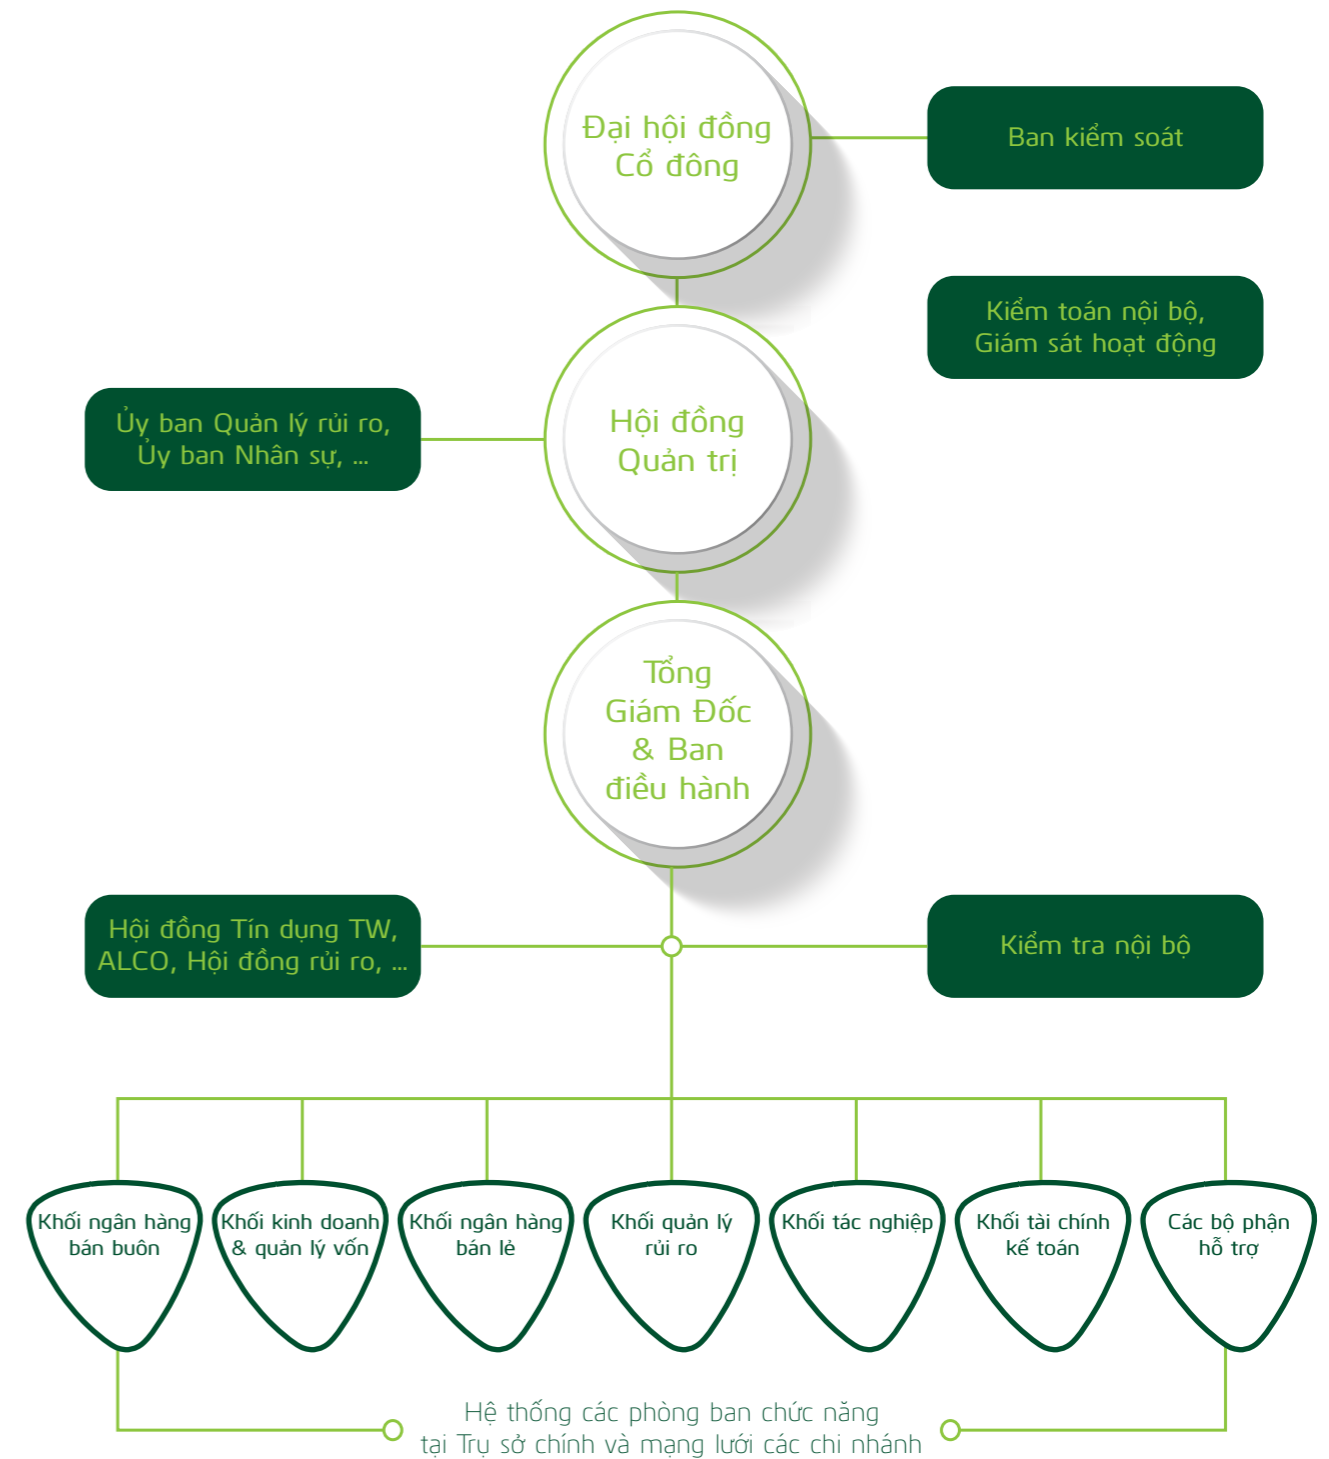 Đại hội đồng
Cổ đông
Ban kiểm soát
Kiểm toán nội bộ,
Giám sát hoạt động
Ủy ban Quản lý rủi ro,
Ủy ban Nhân sự, ...
Hội đồng
Quản trị
Tổng
Giám Đốc
& Ban
điều hành
Hội đồng Tín dụng TW,
ALCO, Hội đồng rủi ro, ...
Kiểm tra nội bộ
Khối ngân hàng
bán buôn
Khối kinh doanh
& quản lý vốn
Khối ngân hàng
bán lẻ
Khối quản lý
rủi ro
Khối tác nghiệp
Khối tài chính
kế toán
Các bộ phận
hỗ trợ
Hệ thống các phòng ban chức năng
tại Trụ sở chính và mạng lưới các chi nhánh